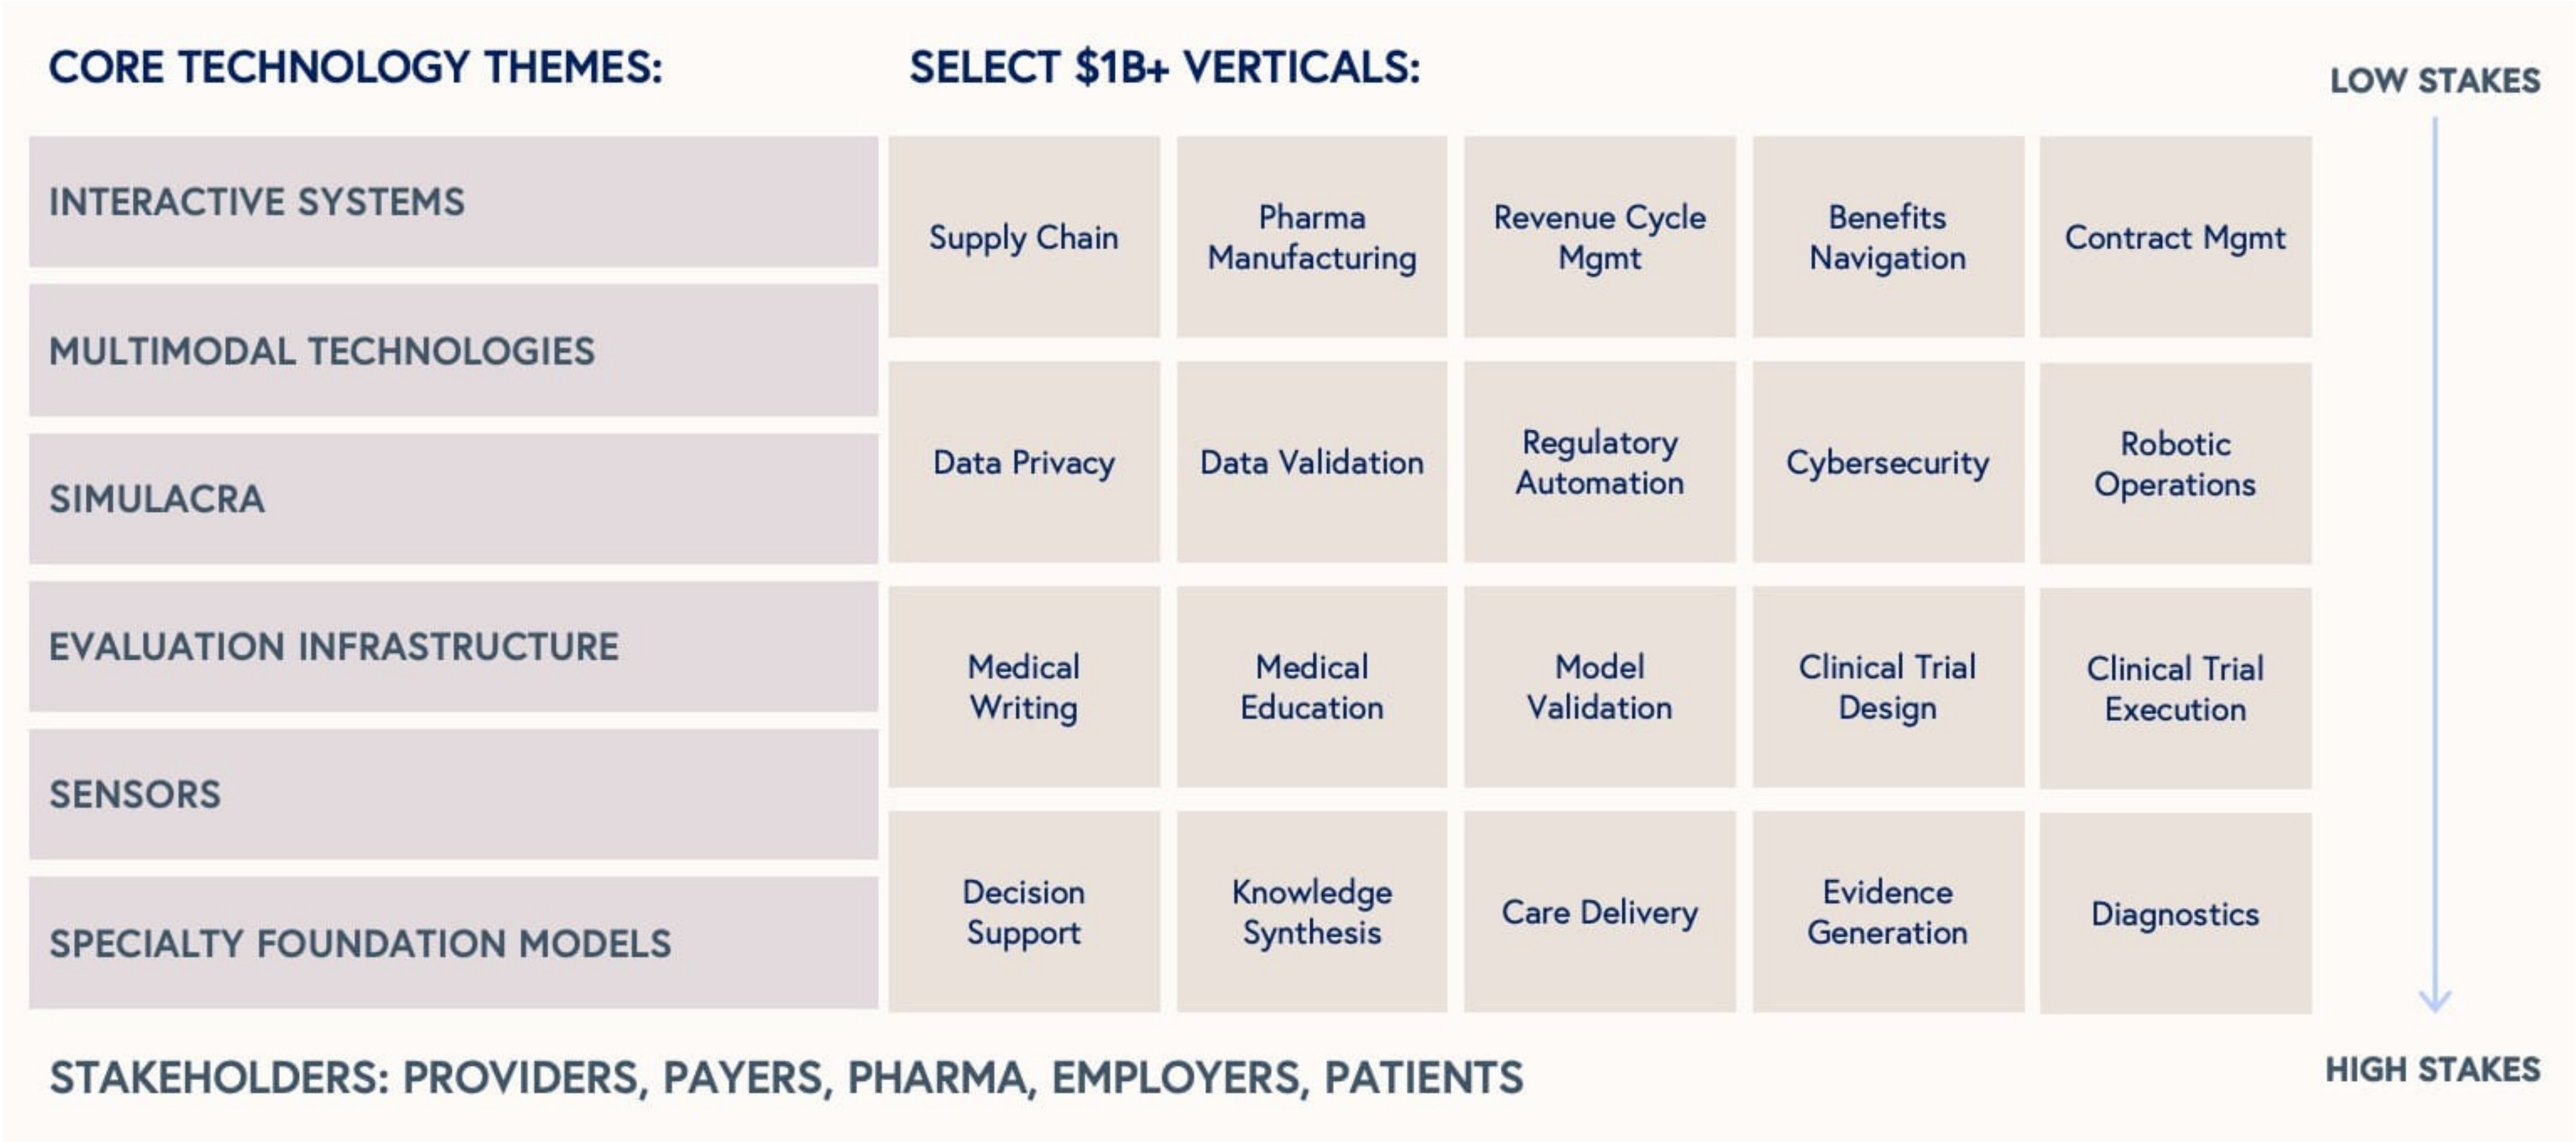 CORE TECHNOLOGY THEMES:
SELECT $1B+ VERTICALS:
LOW STAKES
INTERACTIVE SYSTEMS
MULTIMODAL TECHNOLOGIES
SIMULACRA
EVALUATION INFRASTRUCTURE
SENSORS
SPECIALTY FOUNDATION MODELS
Supply Chain
Pharma
Manufacturing
Revenue Cycle
Mgmt
Benefits
Navigation
Contract Mgmt
Data Privacy
Data Validation
Regulatory
Automation
Cybersecurity
Robotic
Operations
Medical
Writing
Medical
Education
Model
Validation
Clinical Trial
Design
Clinical Trial
Execution
Decision
Support
Knowledge
Synthesis
Care Delivery
Evidence
Generation
Diagnostics
HIGH STAKES
STAKEHOLDERS: PROVIDERS, PAYERS, PHARMA, EMPLOYERS, PATIENTS